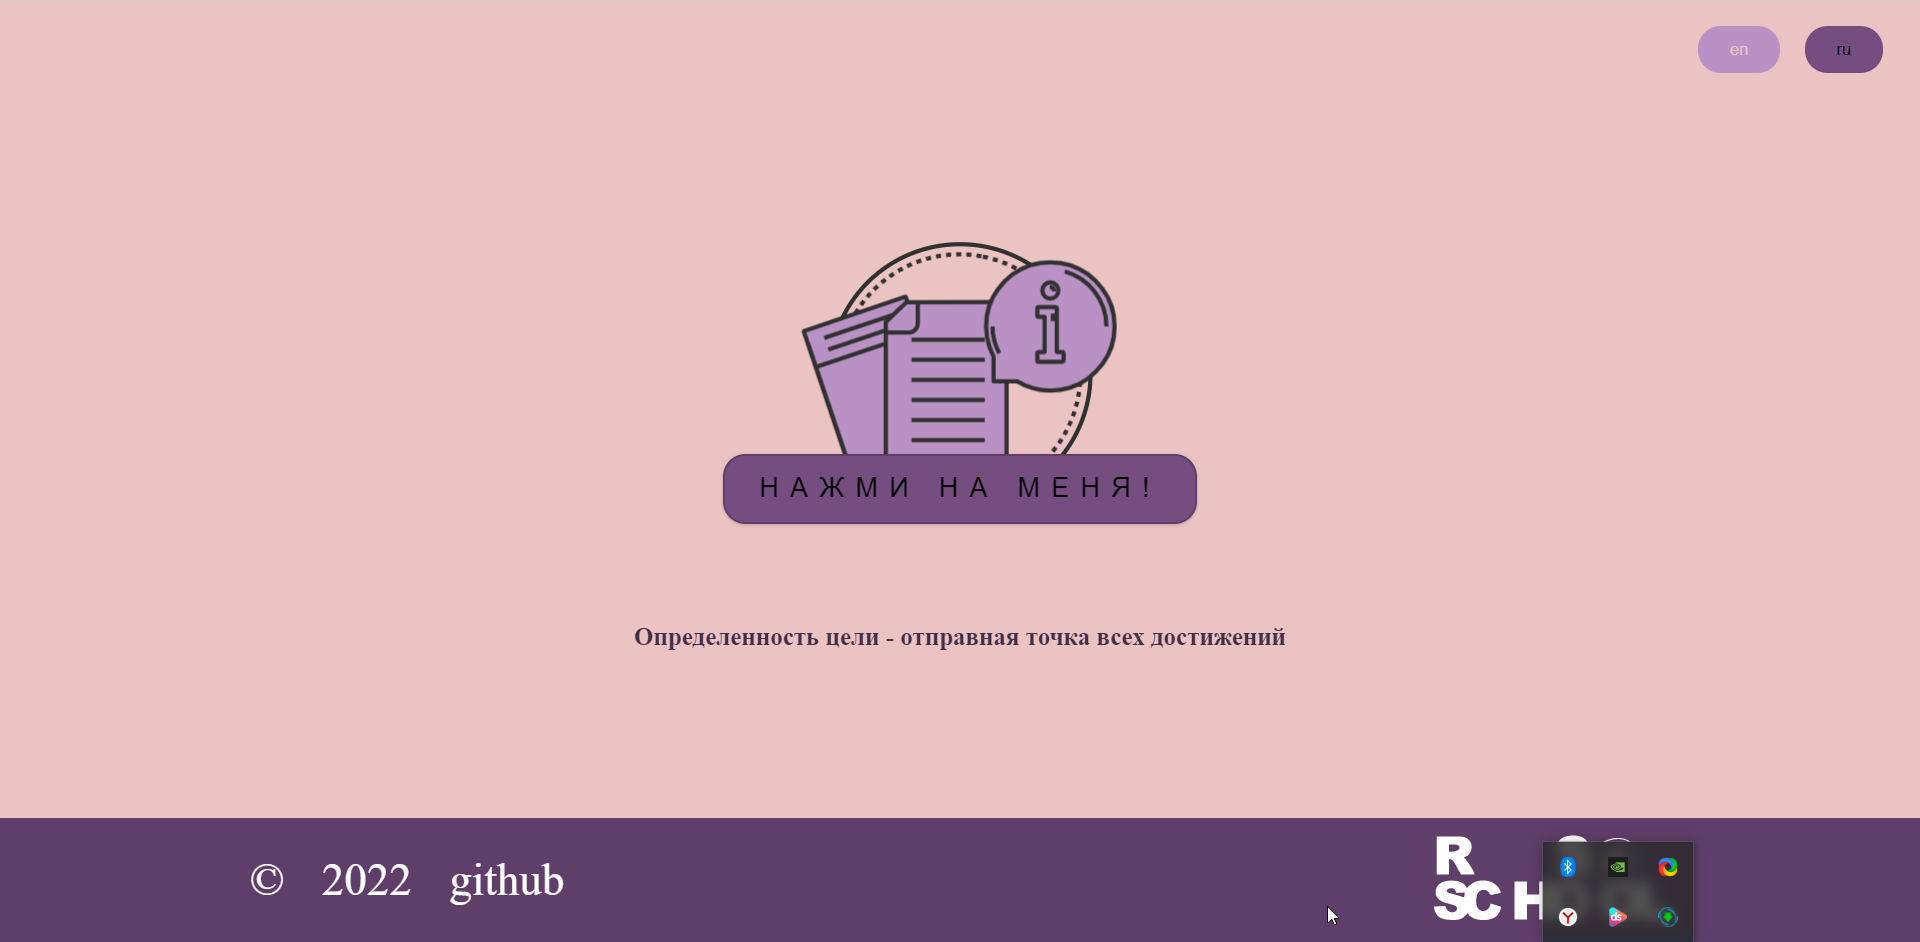 en ru
i
НАЖМИ НА МЕНЯ!
Определенность цели - отправная точка всех достижений
© 2022 github
R
SC H